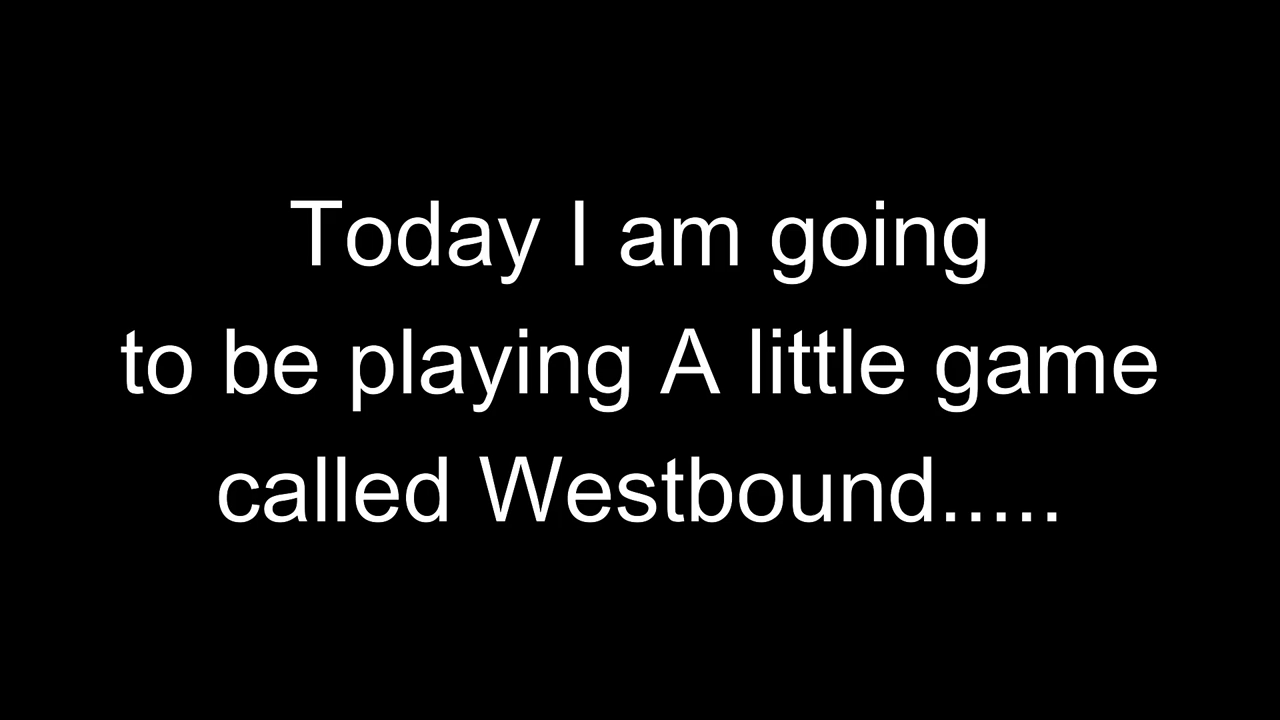 Today I am going
to be playing A little game
called Westbound.....